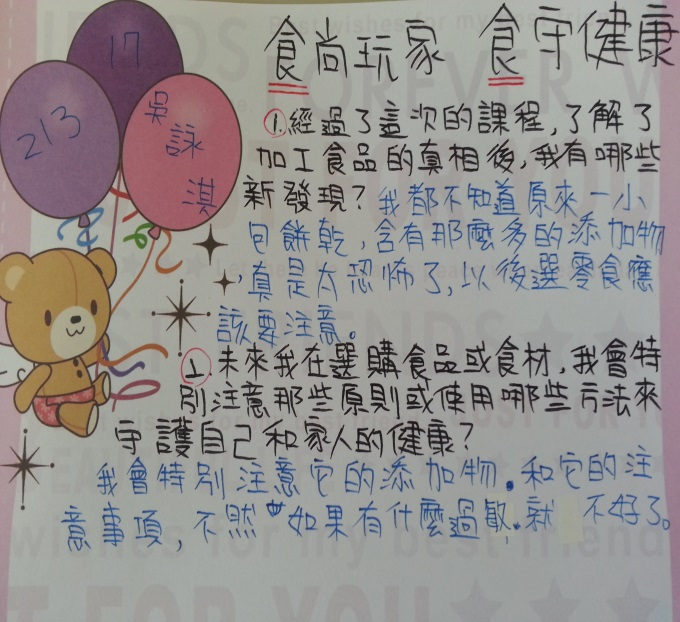 17
213
吳詠淇
食尚玩家 食守健康
1.經過了這次的課程,了解了
加工食品的真相後,我有哪些
新發現?我都不知道原來一小
包餅乾,含有那麼多的添加物
,真是太恐怖了,以後選零食應
該要注意。
2.未來我在選購食品或食材,我會特
別注意那些原則或使用哪些方法來
守護自己和家人的健康?
我會特別注意它的添加物.和它的注
意事項,不然如果有什麼過敏.就 不好了。